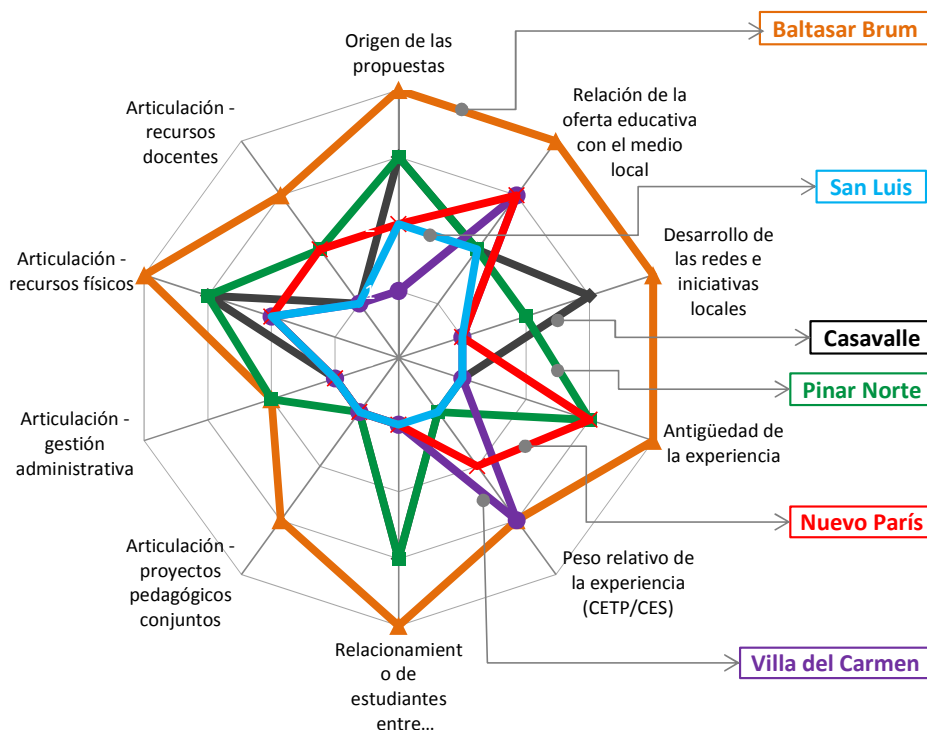 Baltasar Brum
Origen de las
propuestas
Relación de la
oferta educativa
con el medio
local
San Luis
Desarrollo de
las redes e
iniciativas
locales
Casavalle
Pinar Norte
Antigüedad de
la experiencia
Nuevo París
Peso relativo de
la experiencia
(CETP/CES)
Villa del Carmen
Relacionamient
o de
estudiantes
entre...
Articulación -
proyectos
pedagógicos
conjuntos
Articulación -
gestión
administrativa
Articulación -
recursos físicos
Articulación -
recursos
docentes